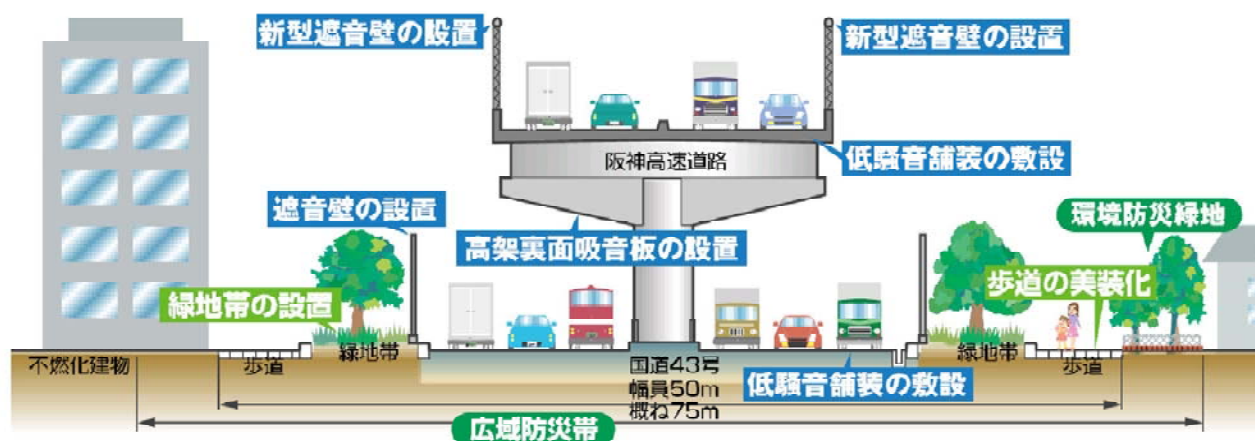 新型遮音壁の設置
新型遮音壁の設置
阪神高速道路
低騒音舗装の敷設
遮音壁の設置
高架裏面吸音板の設置
環境防災緑地
歩道の美装化
緑地帯の設置
不燃化建物
歩道
緑地帯
国道43号
幅員50m
概ね75m
低騒音舗装の敷設
緑地帯
歩道
広域防災帯